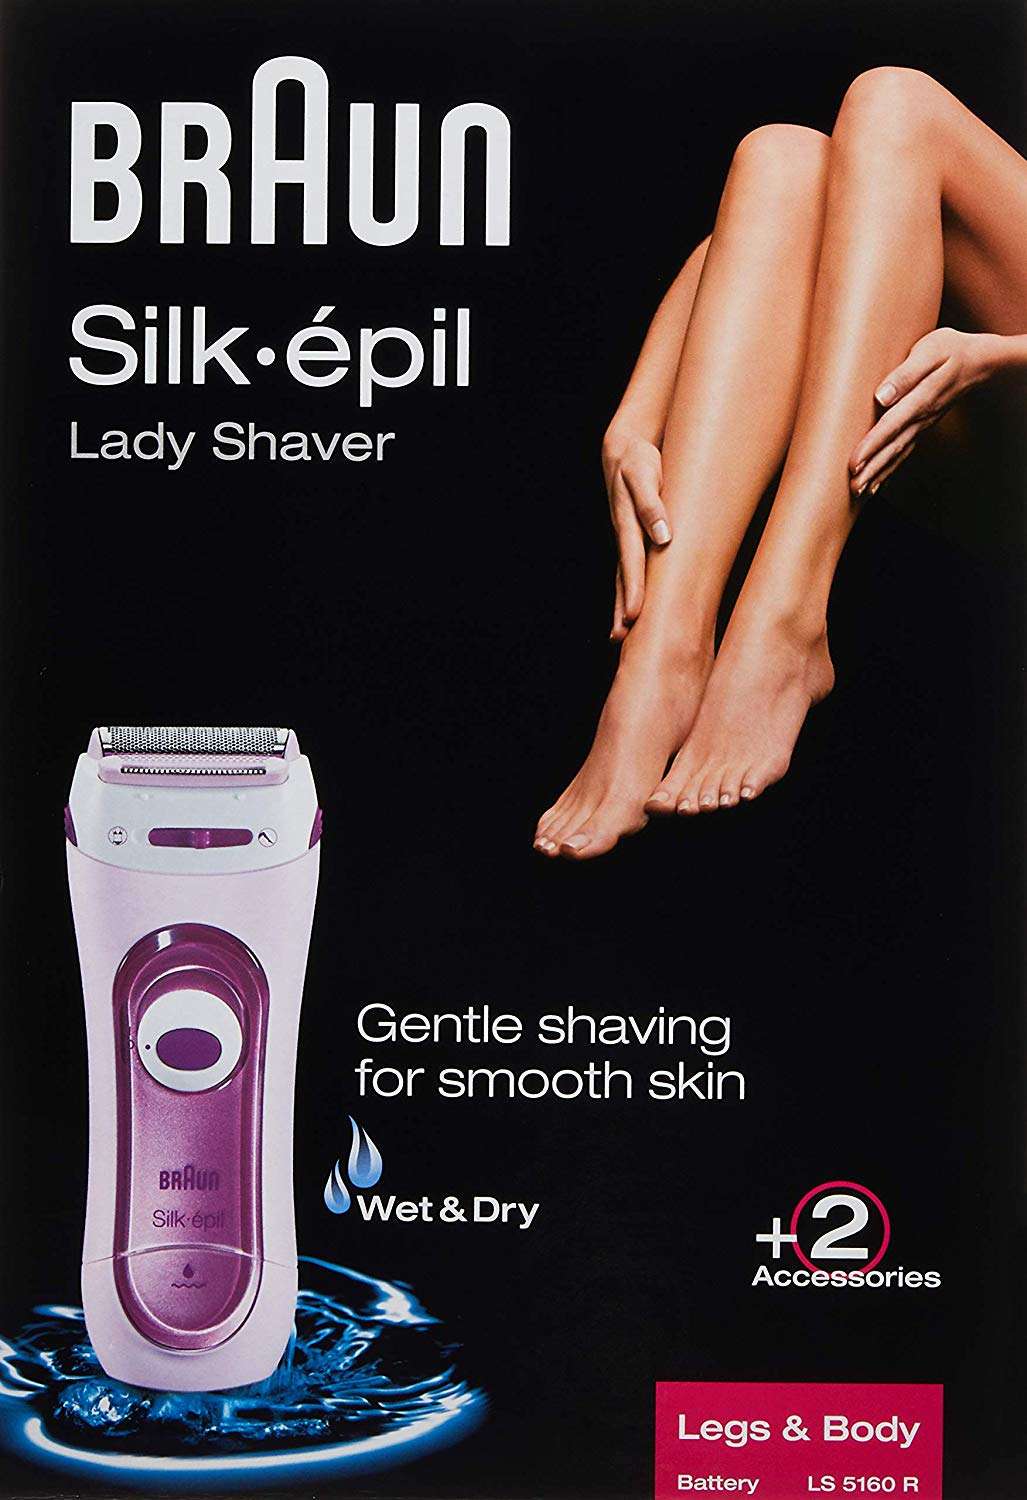 BRAUN
Silk·épil
Lady Shaver
Gentle shaving
for smooth skin
Wet & Dry
BRAUN
Silk·épil
+2
Accessories
Legs & Body
Battery LS 5160 R